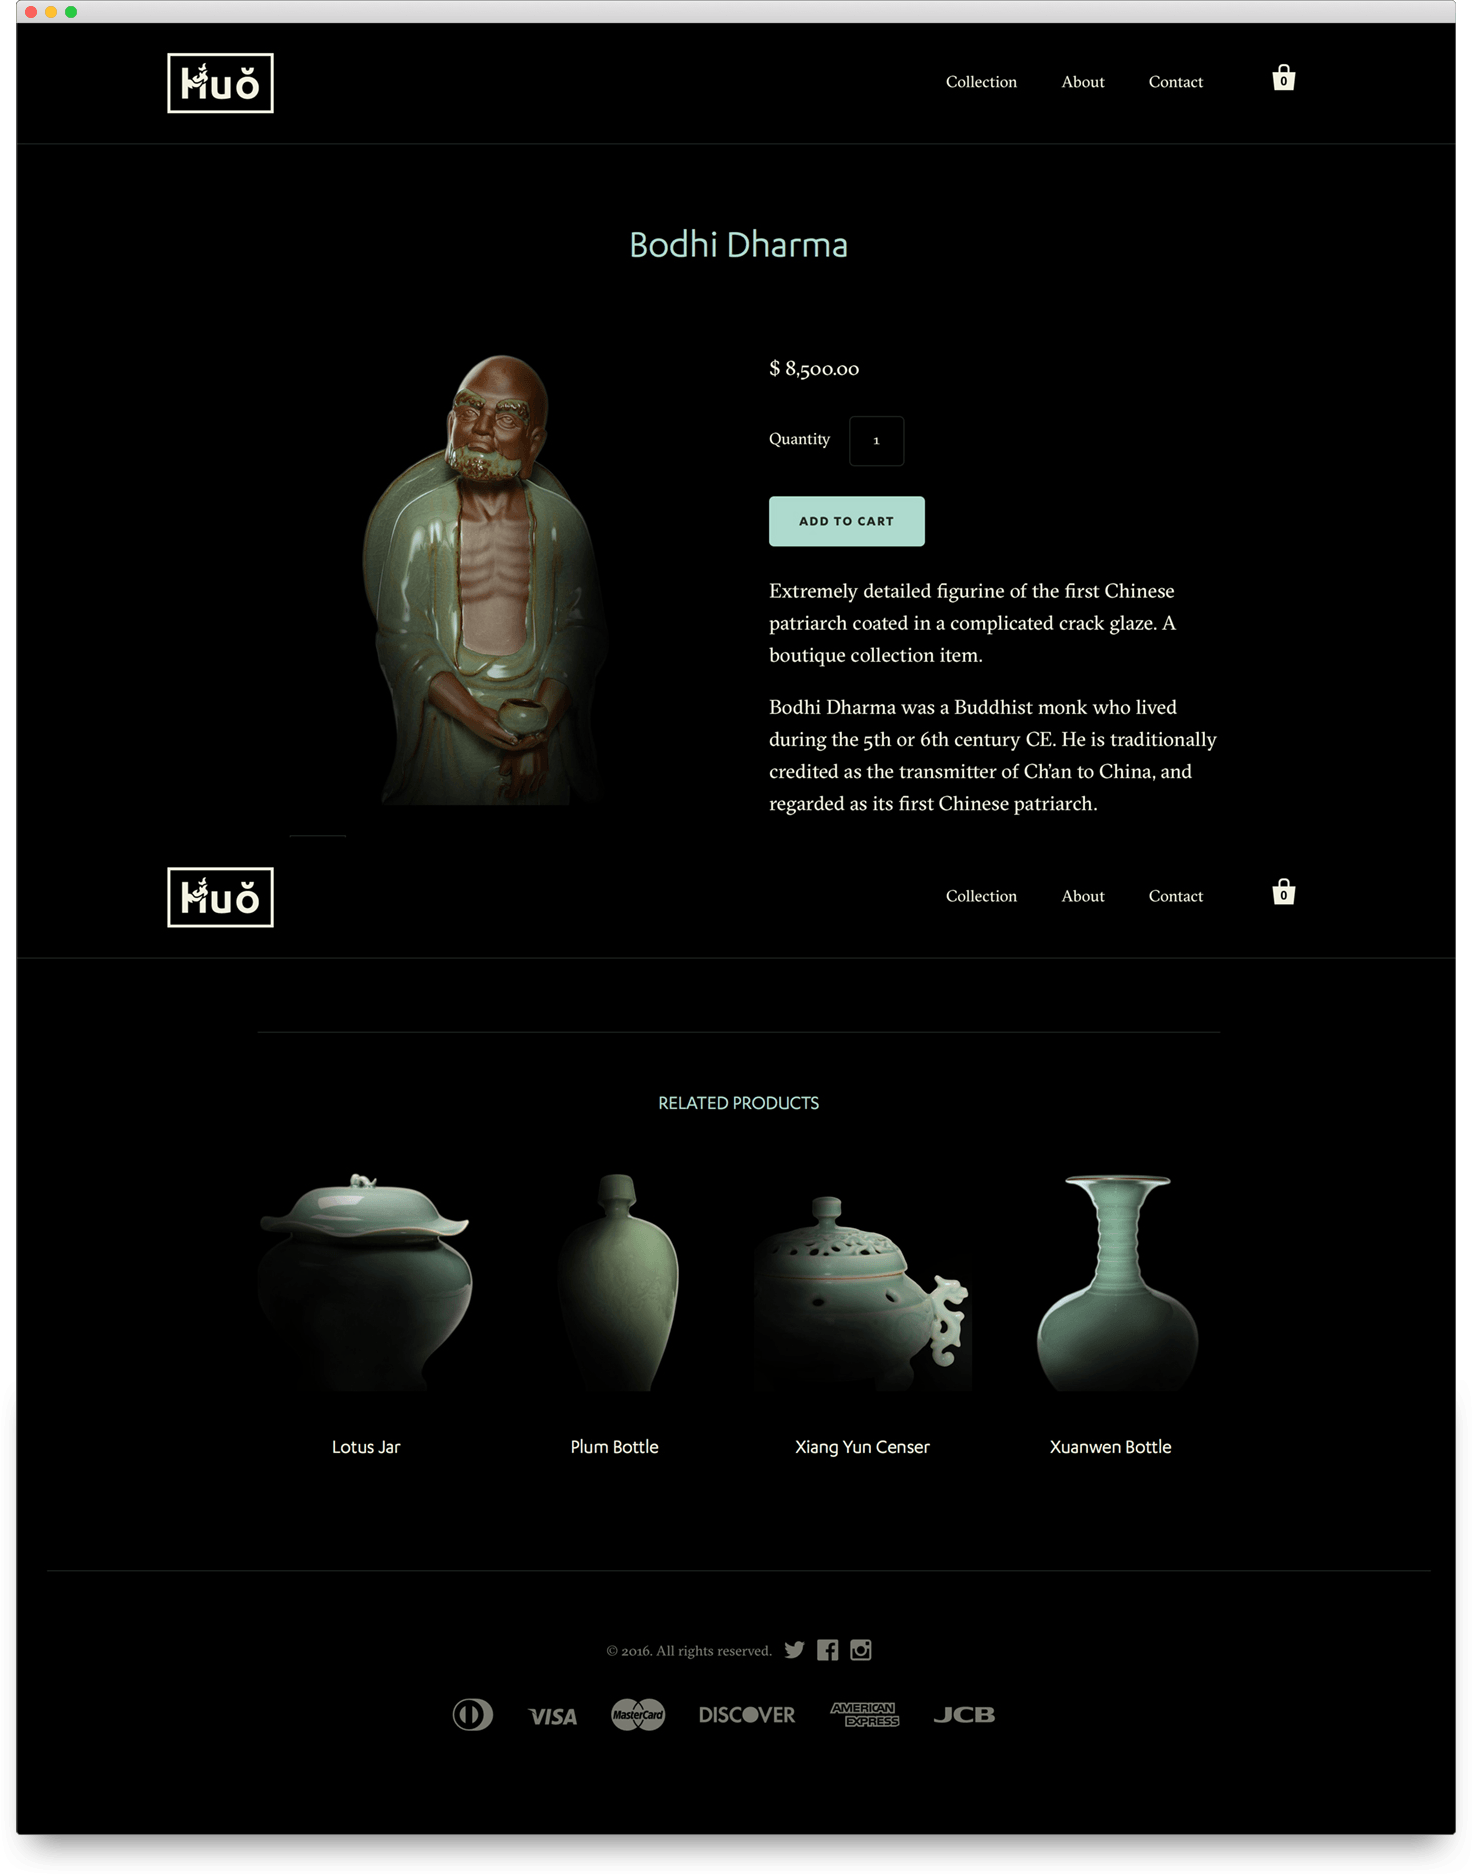 Huǒ
Collection
About
Contact
0
Bodhi Dharma
$ 8,500.00
Quantity
1
ADD TO CART
Extremely detailed figurine of the first Chinese
patriarch coated in a complicated crack glaze. A
boutique collection item.
Bodhi Dharma was a Buddhist monk who lived
during the 5th or 6th century CE. He is traditionally
credited as the transmitter of Ch’an to China, and
regarded as its first Chinese patriarch.
Huǒ
Collection
About
Contact
0
RELATED PRODUCTS
Lotus Jar
Plum Bottle
Xiang Yun Censer
Xuanwen Bottle
© 2016. All rights reserved.
VISA
MasterCard
DISCOVER
AMERICAN
EXPRESS
JCB